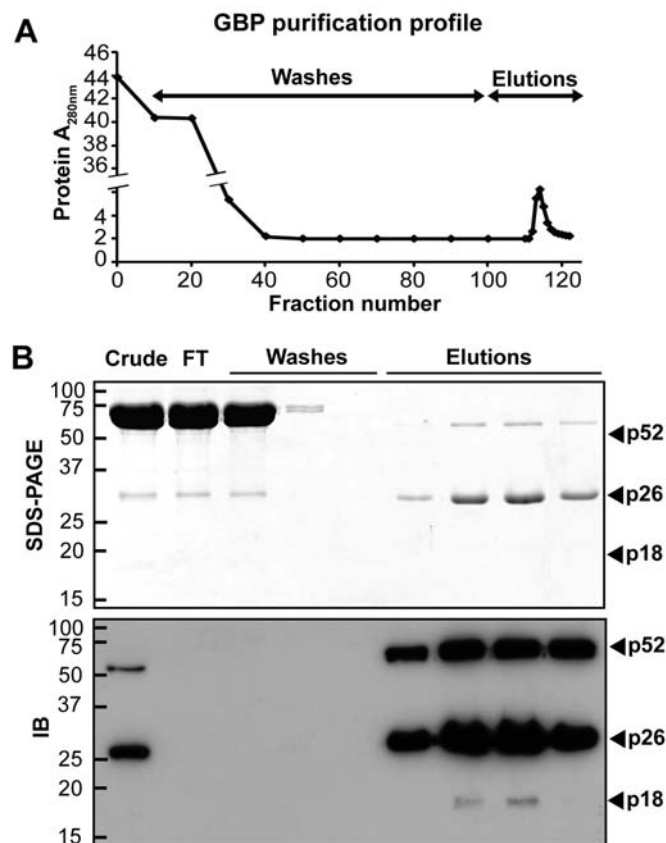 A
GBP purification profile
Protein A280nm
46
44
42
40
38
36
4
2
0
Washes
Elutions
0 20 40 60 80 100 120
Fraction number
B
Crude FT Washes Elutions
SDS-PAGE
100
75
50
37
25
20
15
p52
p26
p18
IB
100
75
50
37
25
20
15
p52
p26
p18